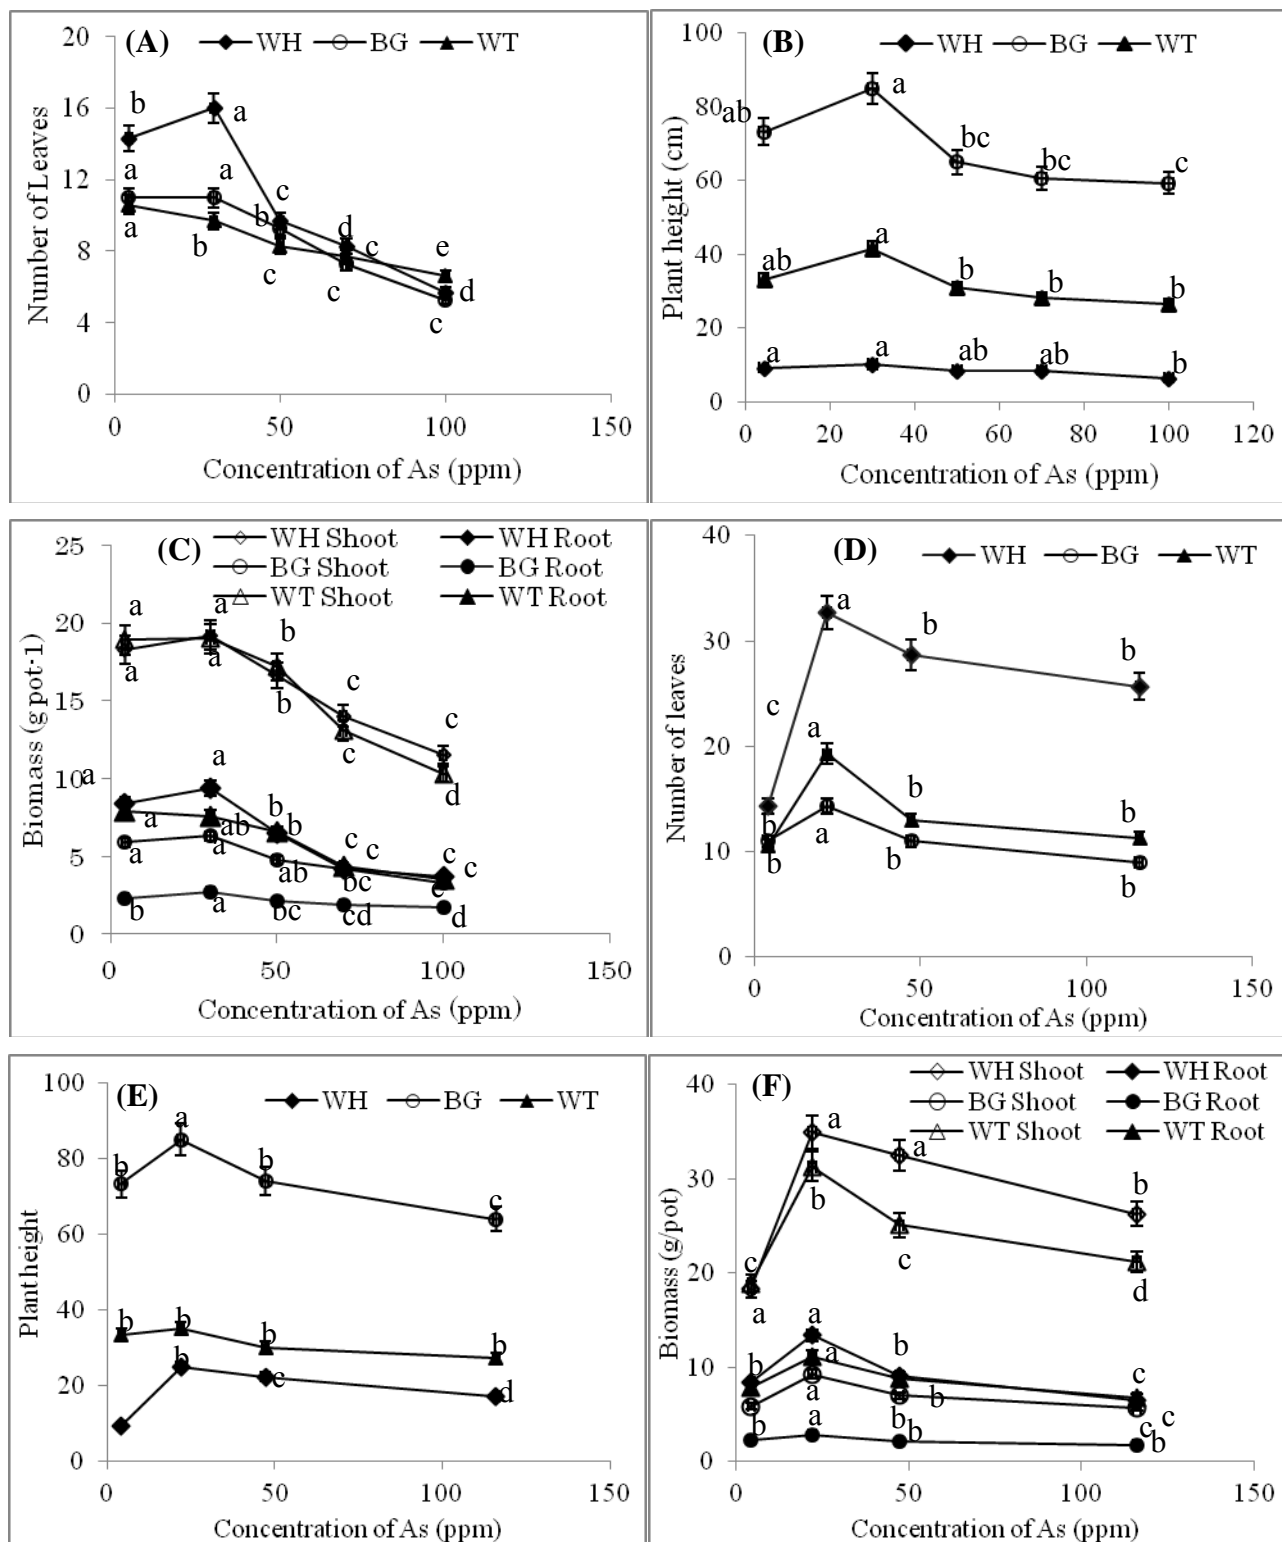 (A) WH BG WT
20
16
12
8
4
0
b
a
a
a
c
b
d
c
e
a
b
c
c
d
c
0 50 100 150
Number of Leaves
Concentration of As (ppm)
(B) WH BG WT
100
80
60
40
20
0
ab
a
bc
bc
c
ab
a
b
b
b
a
a
ab
ab
b
0 20 40 60 80 100 120
Plant height (cm)
Concentration of As (ppm)
(C)
WH Shoot WH Root
BG Shoot BG Root
WT Shoot WT Root
25
20
15
10
5
0
a
a
b
c
c
a
a
b
c
d
a
a
b
b
c
c
c
c
a
ab
a
a
ab
bc
c
b
a
bc
cd
d
0 50 100 150
Biomass (g pot-1)
Concentration of As (ppm)
(D) WH BG WT
40
30
20
10
0
c
a
b
b
a
b
b
b
b
a
b
b
0 50 100 150
Number of leaves
Concentration of As (ppm)
(E) WH BG WT
100
80
60
40
20
0
b
a
b
c
b
b
b
b
b
c
d
0 50 100 150
Plant height
Concentration of As (ppm)
(F)
WH Shoot WH Root
BG Shoot BG Root
WT Shoot WT Root
40
30
20
10
0
a
a
b
c
b
c
d
a
a
b
c
b
a
a
b
b
c
c
b
a
b
b
0 50 100 150
Biomass (g/pot)
Concentration of As (ppm)